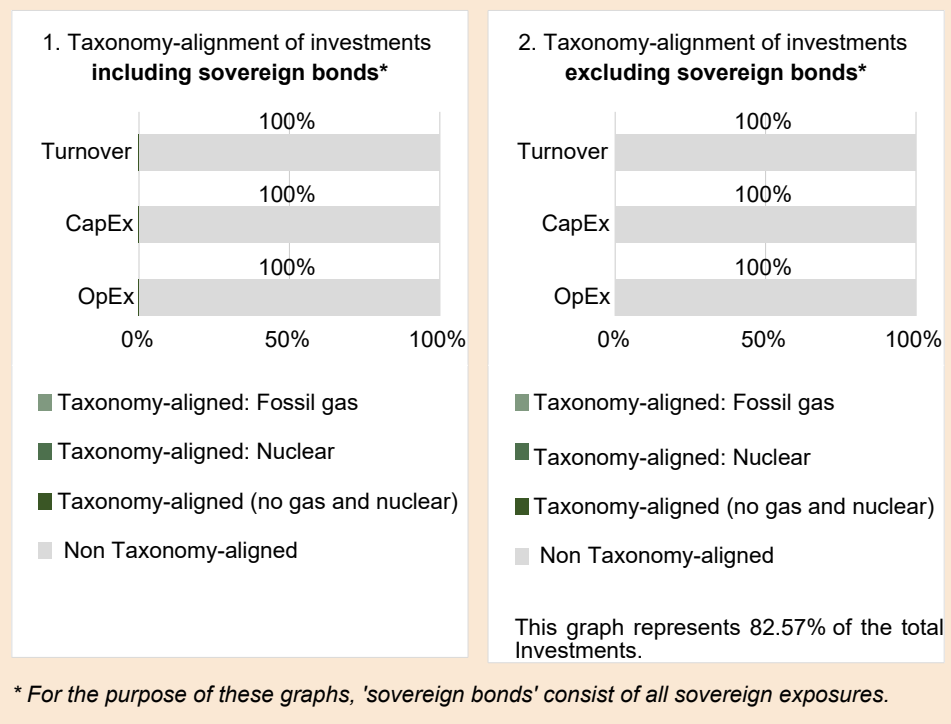 1. Taxonomy-alignment of investments
including sovereign bonds*
100%
Turnover
100%
CapEx
100%
OpEx
0% 50% 100%
Taxonomy-aligned: Fossil gas
Taxonomy-aligned: Nuclear
Taxonomy-aligned (no gas and nuclear)
Non Taxonomy-aligned
2. Taxonomy-alignment of investments
excluding sovereign bonds*
100%
Turnover
100%
CapEx
100%
OpEx
0% 50% 100%
Taxonomy-aligned: Fossil gas
Taxonomy-aligned: Nuclear
Taxonomy-aligned (no gas and nuclear)
Non Taxonomy-aligned
This graph represents 82.57% of the total
Investments.
* For the purpose of these graphs, 'sovereign bonds' consist of all sovereign exposures.